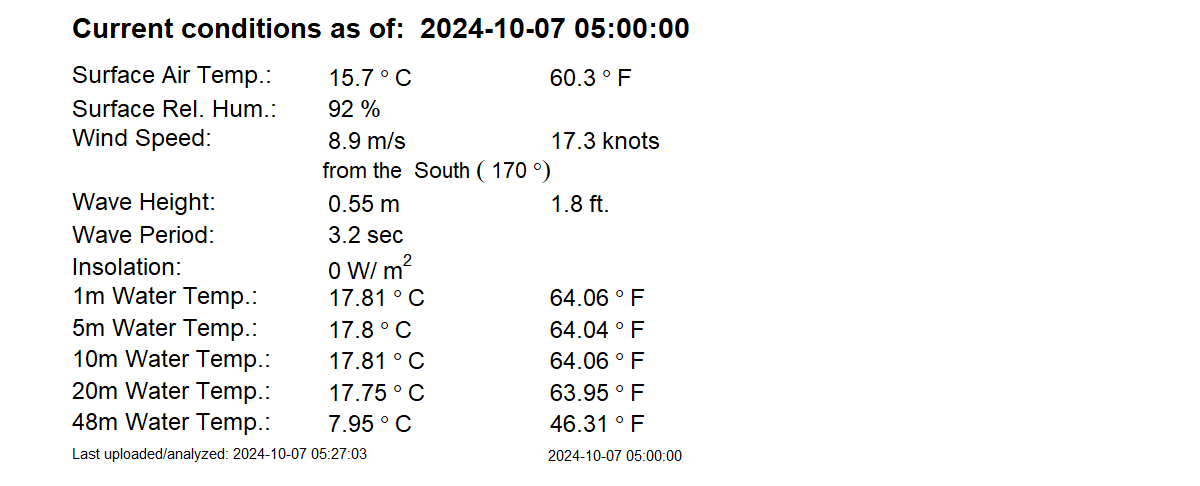 Current conditions as of:  2024-10-07 05:00:00
Surface Air Temp.: 15.7 ° C 60.3 ° F
Surface Rel. Hum.: 92 %
Wind Speed: 8.9 m/s 17.3 knots
from the  South ( 170 °)
Wave Height: 0.55 m 1.8 ft.
Wave Period: 3.2 sec
Insolation: 0 W/ m²
1m Water Temp.: 17.81 ° C 64.06 ° F
5m Water Temp.: 17.8 ° C 64.04 ° F
10m Water Temp.: 17.81 ° C 64.06 ° F
20m Water Temp.: 17.75 ° C 63.95 ° F
48m Water Temp.: 7.95 ° C 46.31 ° F
Last uploaded/analyzed: 2024-10-07 05:27:03 2024-10-07 05:00:00